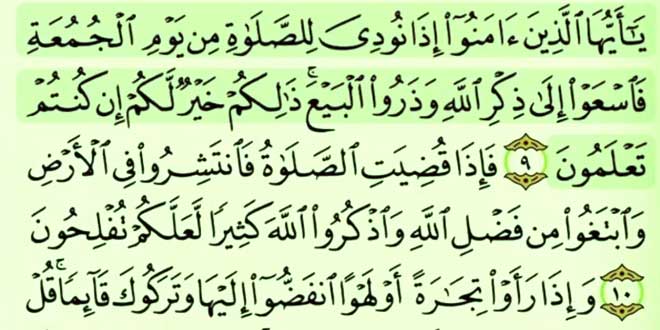 يَٰٓأَيُّهَا ٱلَّذِينَ ءَامَنُوٓا۟ إِذَا نُودِىَ لِلصَّلَوٰةِ مِن يَوْمِ ٱلْجُمُعَةِ
فَٱسْعَوْا۟ إِلَىٰ ذِكْرِ ٱللَّهِ وَذَرُوا۟ ٱلْبَيْعَ ۚ ذَٰلِكُمْ خَيْرٌ لَّكُمْ إِن كُنتُمْ
تَعْلَمُونَ ٩ فَإِذَا قُضِيَتِ ٱلصَّلَوٰةُ فَٱنتَشِرُوا۟ فِى ٱلْأَرْضِ
وَٱبْتَغُوا۟ مِن فَضْلِ ٱللَّهِ وَٱذْكُرُوا۟ ٱللَّهَ كَثِيرًا لَّعَلَّكُمْ تُفْلِحُونَ
١٠ وَإِذَا رَأَوْا۟ تِجَٰرَةً أَوْ لَهْوًا ٱنفَضُّوٓا۟ إِلَيْهَا وَتَرَكُوكَ قَآئِمًا ۚ قُلْ